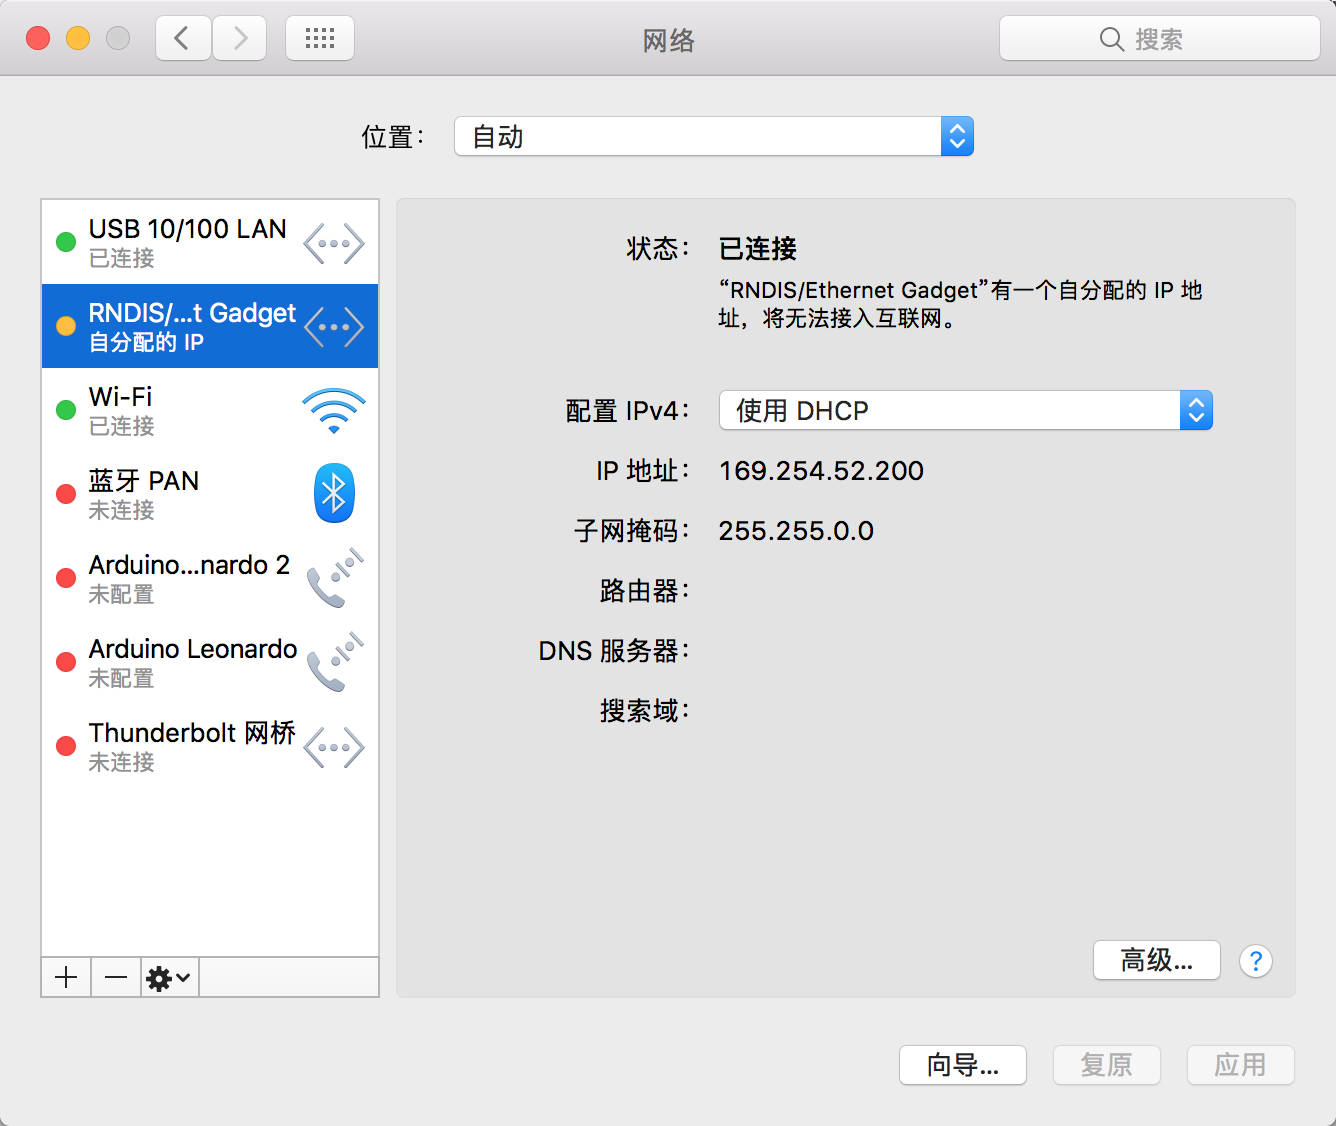 网络
搜索
位置：
自动
USB 10/100 LAN
已连接
RNDIS/...t Gadget
自分配的 IP
Wi-Fi
已连接
蓝牙 PAN
未连接
Arduino...nardo 2
未配置
Arduino Leonardo
未配置
Thunderbolt 网桥
未连接
状态： 已连接
“RNDIS/Ethernet Gadget”有一个自分配的 IP 地
址，将无法接入互联网。
配置 IPv4： 使用 DHCP
IP 地址： 169.254.52.200
子网掩码： 255.255.0.0
路由器：
DNS 服务器：
搜索域：
高级... ?
向导... 复原 应用